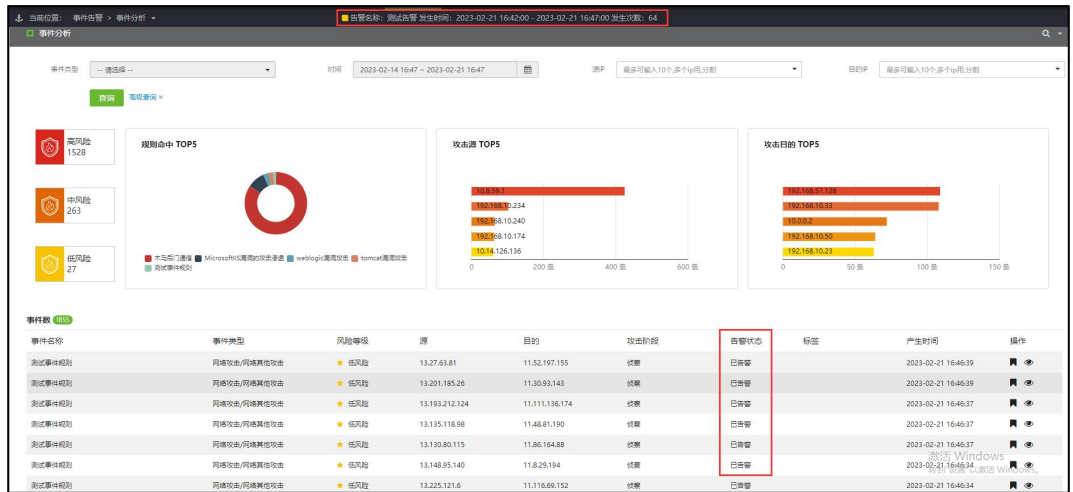 当前位置： 事件告警 > 事件分析
告警名称：测试告警 发生时间：2023-02-21 16:42:00 - 2023-02-21 16:47:00 发生次数：64
事件分析
事件类型 -- 请选择 -- 时间 2023-02-14 16:47 ~ 2023-02-21 16:47 源IP 最多可输入10个,多个ip用,分割 目的IP 最多可输入10个,多个ip用,分割
查询 高级查询
高风险
1528
中风险
263
低风险
27
规则命中 TOP5
木马后门通信 MicrosoftIIS漏洞的攻击渗透 weblogic漏洞攻击 tomcat漏洞攻击
测试事件规则
攻击源 TOP5
10.8.59.1
192.168.10.234
192.168.10.240
192.168.10.174
10.14.126.136
0 200 条 400 条 600 条
攻击目的 TOP5
192.168.57.128
192.168.10.33
10.0.0.2
192.168.10.50
192.168.10.23
0 50 条 100 条 150 条
事件数 1855
事件名称 事件类型 风险等级 源 目的 攻击阶段 告警状态 标签 产生时间 操作
测试事件规则 网络攻击/网络其他攻击 低风险 13.27.63.81 11.52.197.155 侦察 已告警 2023-02-21 16:46:39
测试事件规则 网络攻击/网络其他攻击 低风险 13.201.185.26 11.30.93.143 侦察 已告警 2023-02-21 16:46:39
测试事件规则 网络攻击/网络其他攻击 低风险 13.193.212.124 11.111.136.174 侦察 已告警 2023-02-21 16:46:37
测试事件规则 网络攻击/网络其他攻击 低风险 13.135.118.98 11.48.81.190 侦察 已告警 2023-02-21 16:46:37
测试事件规则 网络攻击/网络其他攻击 低风险 13.130.80.115 11.86.164.88 侦察 已告警 2023-02-21 16:46:37
测试事件规则 网络攻击/网络其他攻击 低风险 13.148.95.140 11.8.29.194 侦察 已告警 2023-02-21 16:46:34
测试事件规则 网络攻击/网络其他攻击 低风险 13.225.121.6 11.116.69.152 侦察 已告警 2023-02-21 16:46:34
激活 Windows
转到"设置"以激活 Windows。